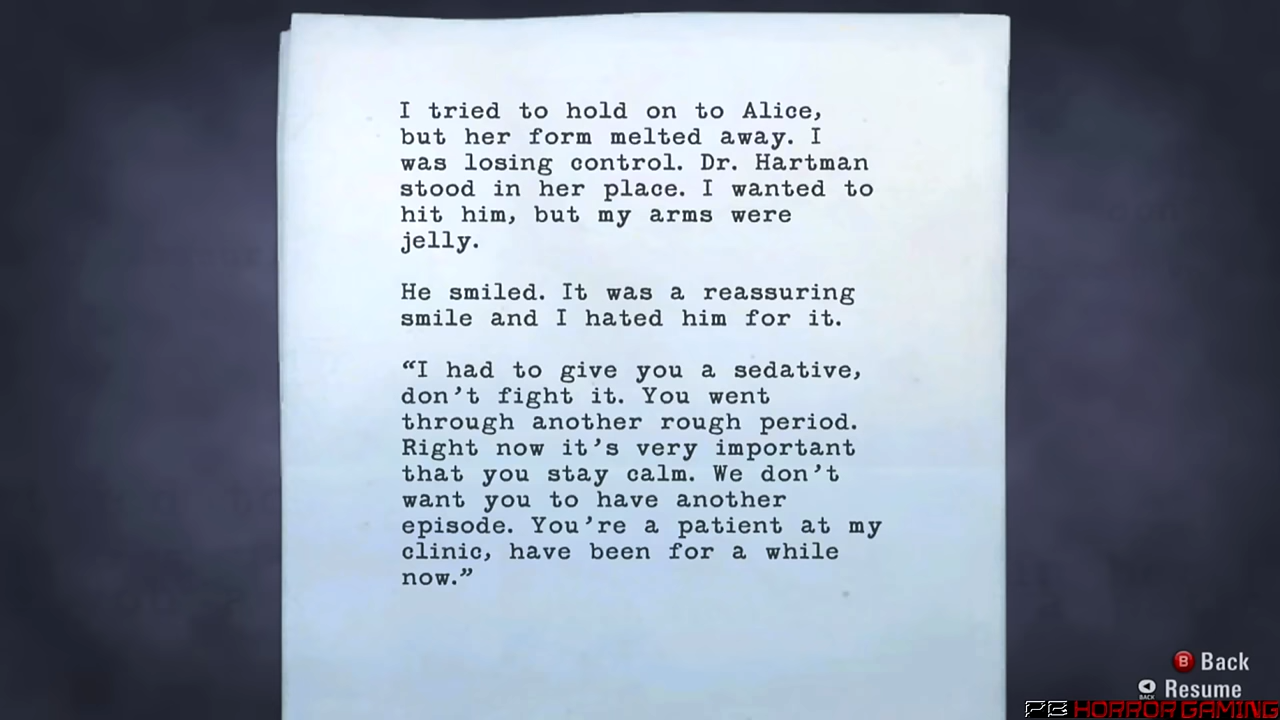 I tried to hold on to Alice,
but her form melted away. I
was losing control. Dr. Hartman
stood in her place. I wanted to
hit him, but my arms were
jelly.
He smiled. It was a reassuring
smile and I hated him for it.
“I had to give you a sedative,
don’t fight it. You went
through another rough period.
Right now it’s very important
that you stay calm. We don’t
want you to have another
episode. You’re a patient at my
clinic, have been for a while
now.”
B Back
BACK Resume
HORROR GAMING